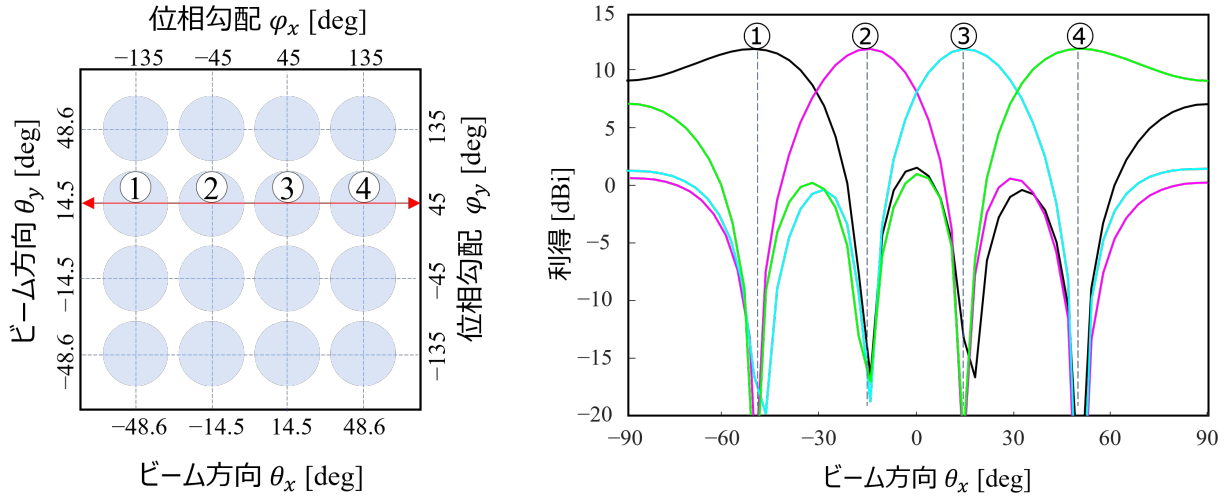 位相勾配 φx [deg]
−135 −45 45 135
ビーム方向 θy [deg]
48.6
14.5
−14.5
−48.6
① ② ③ ④
135
45
−45
−135
位相勾配 φy [deg]
−48.6 −14.5 14.5 48.6
ビーム方向 θx [deg]
利得 [dBi]
15
10
5
0
−5
−10
−15
−20
① ② ③ ④
−90 −60 −30 0 30 60 90
ビーム方向 θx [deg]